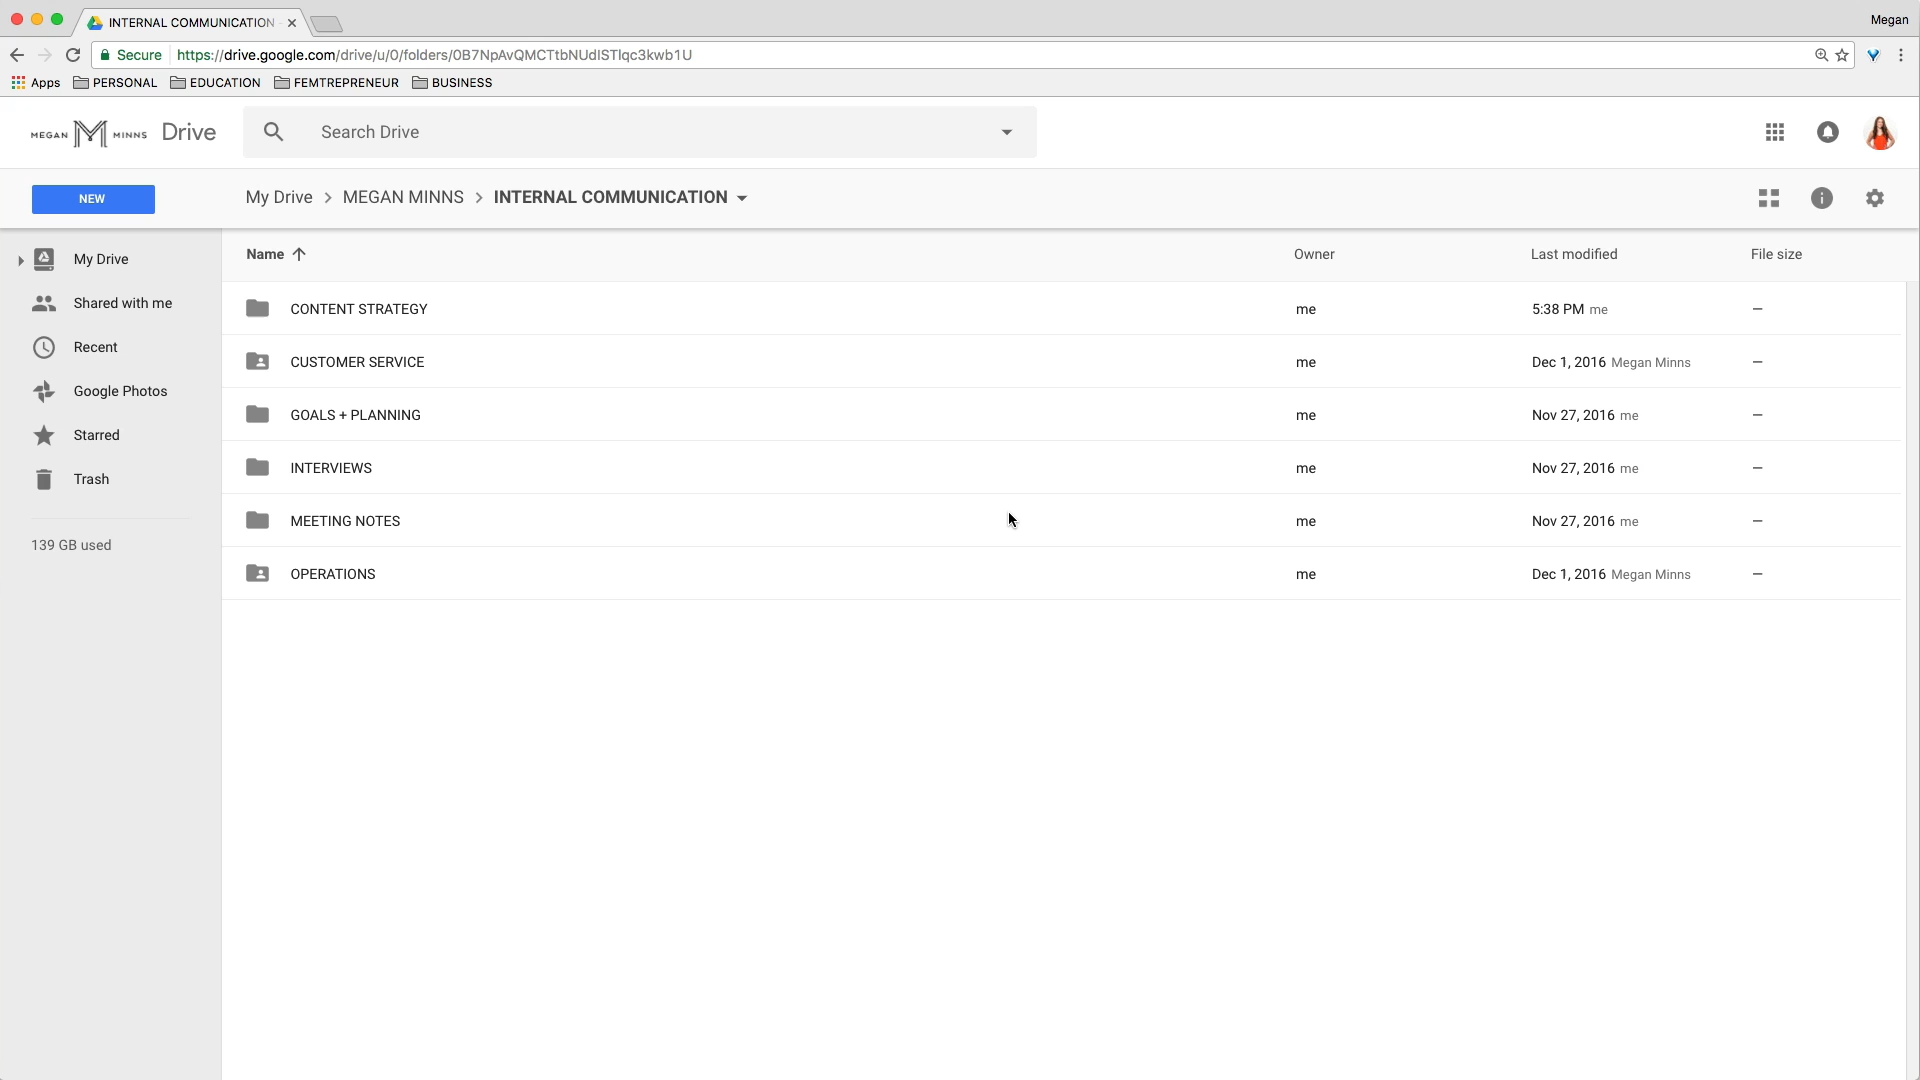 INTERNAL COMMUNICATION
Megan
Secure https://drive.google.com/drive/u/0/folders/0B7NpAvQMCTtbNUdISTlqc3kwb1U
Apps PERSONAL EDUCATION FEMTREPRENEUR BUSINESS
MEGAN M MINNS Drive Search Drive
NEW My Drive > MEGAN MINNS > INTERNAL COMMUNICATION
My Drive
Shared with me
Recent
Google Photos
Starred
Trash
139 GB used
Name Owner Last modified File size
CONTENT STRATEGY me 5:38 PM me –
CUSTOMER SERVICE me Dec 1, 2016 Megan Minns –
GOALS + PLANNING me Nov 27, 2016 me –
INTERVIEWS me Nov 27, 2016 me –
MEETING NOTES me Nov 27, 2016 me –
OPERATIONS me Dec 1, 2016 Megan Minns –